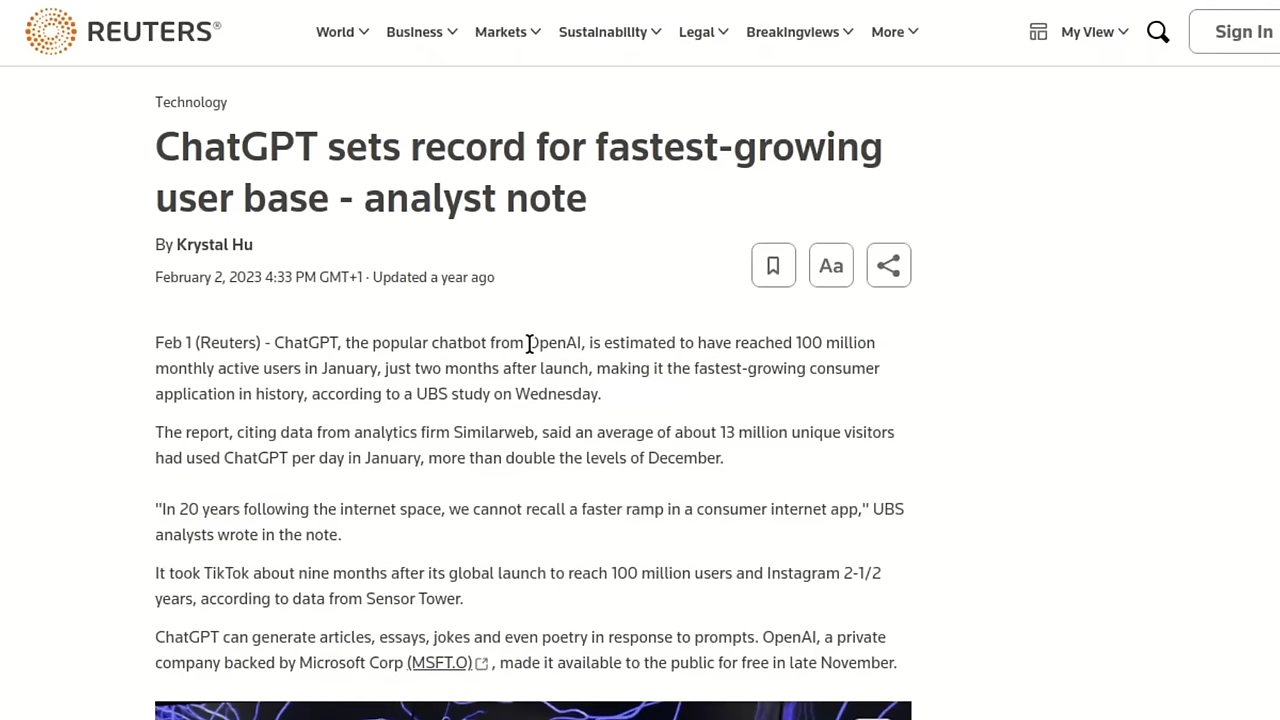 REUTERS®
World Business Markets Sustainability Legal Breakingviews More My View Sign In
Technology
ChatGPT sets record for fastest-growing
user base - analyst note
By Krystal Hu
February 2, 2023 4:33 PM GMT+1 · Updated a year ago
Aa
Feb 1 (Reuters) - ChatGPT, the popular chatbot from OpenAI, is estimated to have reached 100 million
monthly active users in January, just two months after launch, making it the fastest-growing consumer
application in history, according to a UBS study on Wednesday.
The report, citing data from analytics firm Similarweb, said an average of about 13 million unique visitors
had used ChatGPT per day in January, more than double the levels of December.
"In 20 years following the internet space, we cannot recall a faster ramp in a consumer internet app," UBS
analysts wrote in the note.
It took TikTok about nine months after its global launch to reach 100 million users and Instagram 2-1/2
years, according to data from Sensor Tower.
ChatGPT can generate articles, essays, jokes and even poetry in response to prompts. OpenAI, a private
company backed by Microsoft Corp (MSFT.O) , made it available to the public for free in late November.